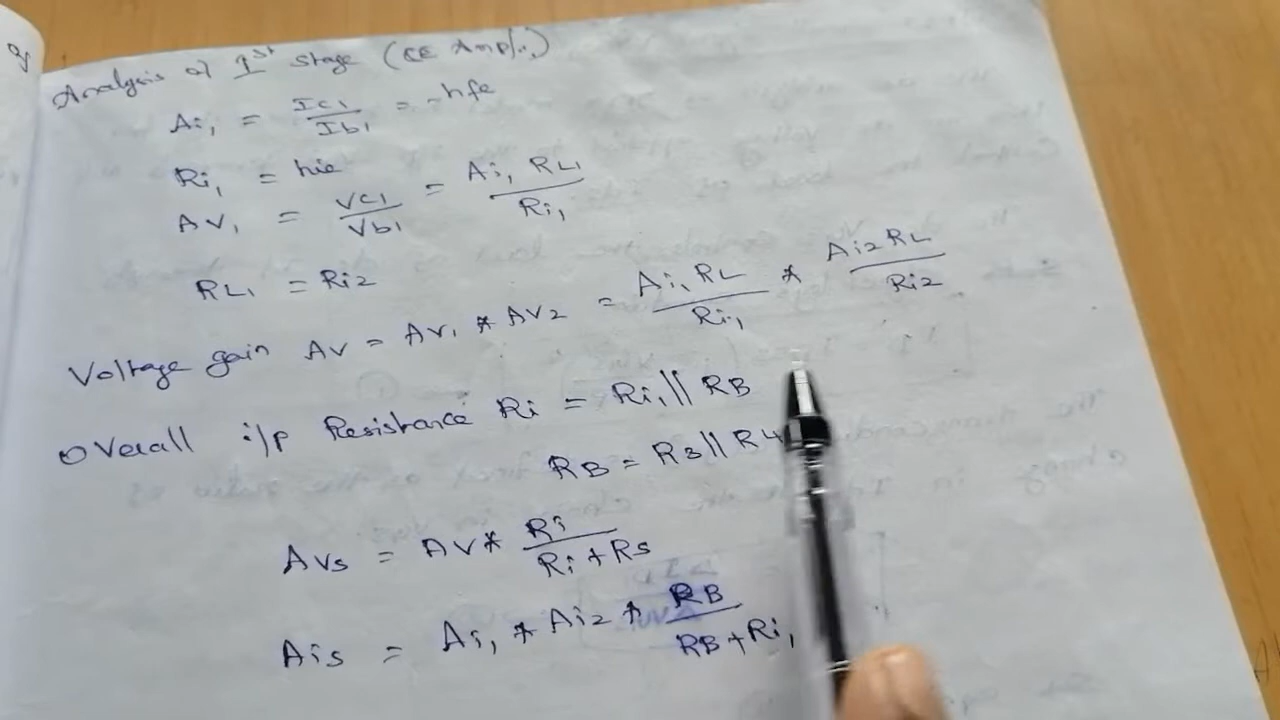 Analysis of 1st stage (CE Ampli,)
Ai1 = Ic1/Ib1 = -hfe
Ri1 = hie
AV1 = Vc1/Vb1 = Ai1 RL1/Ri1
RL1 = Ri2
Voltage gain AV = AV1 * AV2 = Ai1 RL/Ri1 * Ai2 RL/Ri2
Overall i/p Resistance Ri = Ri1 || RB
RB = R3 || R4
AVs = AV * Ri/Ri+Rs
Ais = Ai1 * Ai2 * RB/RB+Ri1